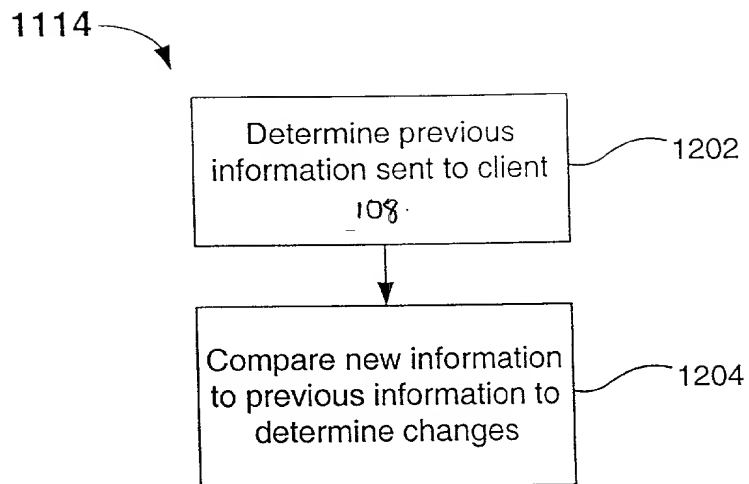 1114
Determine previous
information sent to client
108.
1202
Compare new information
to previous information to
determine changes
1204